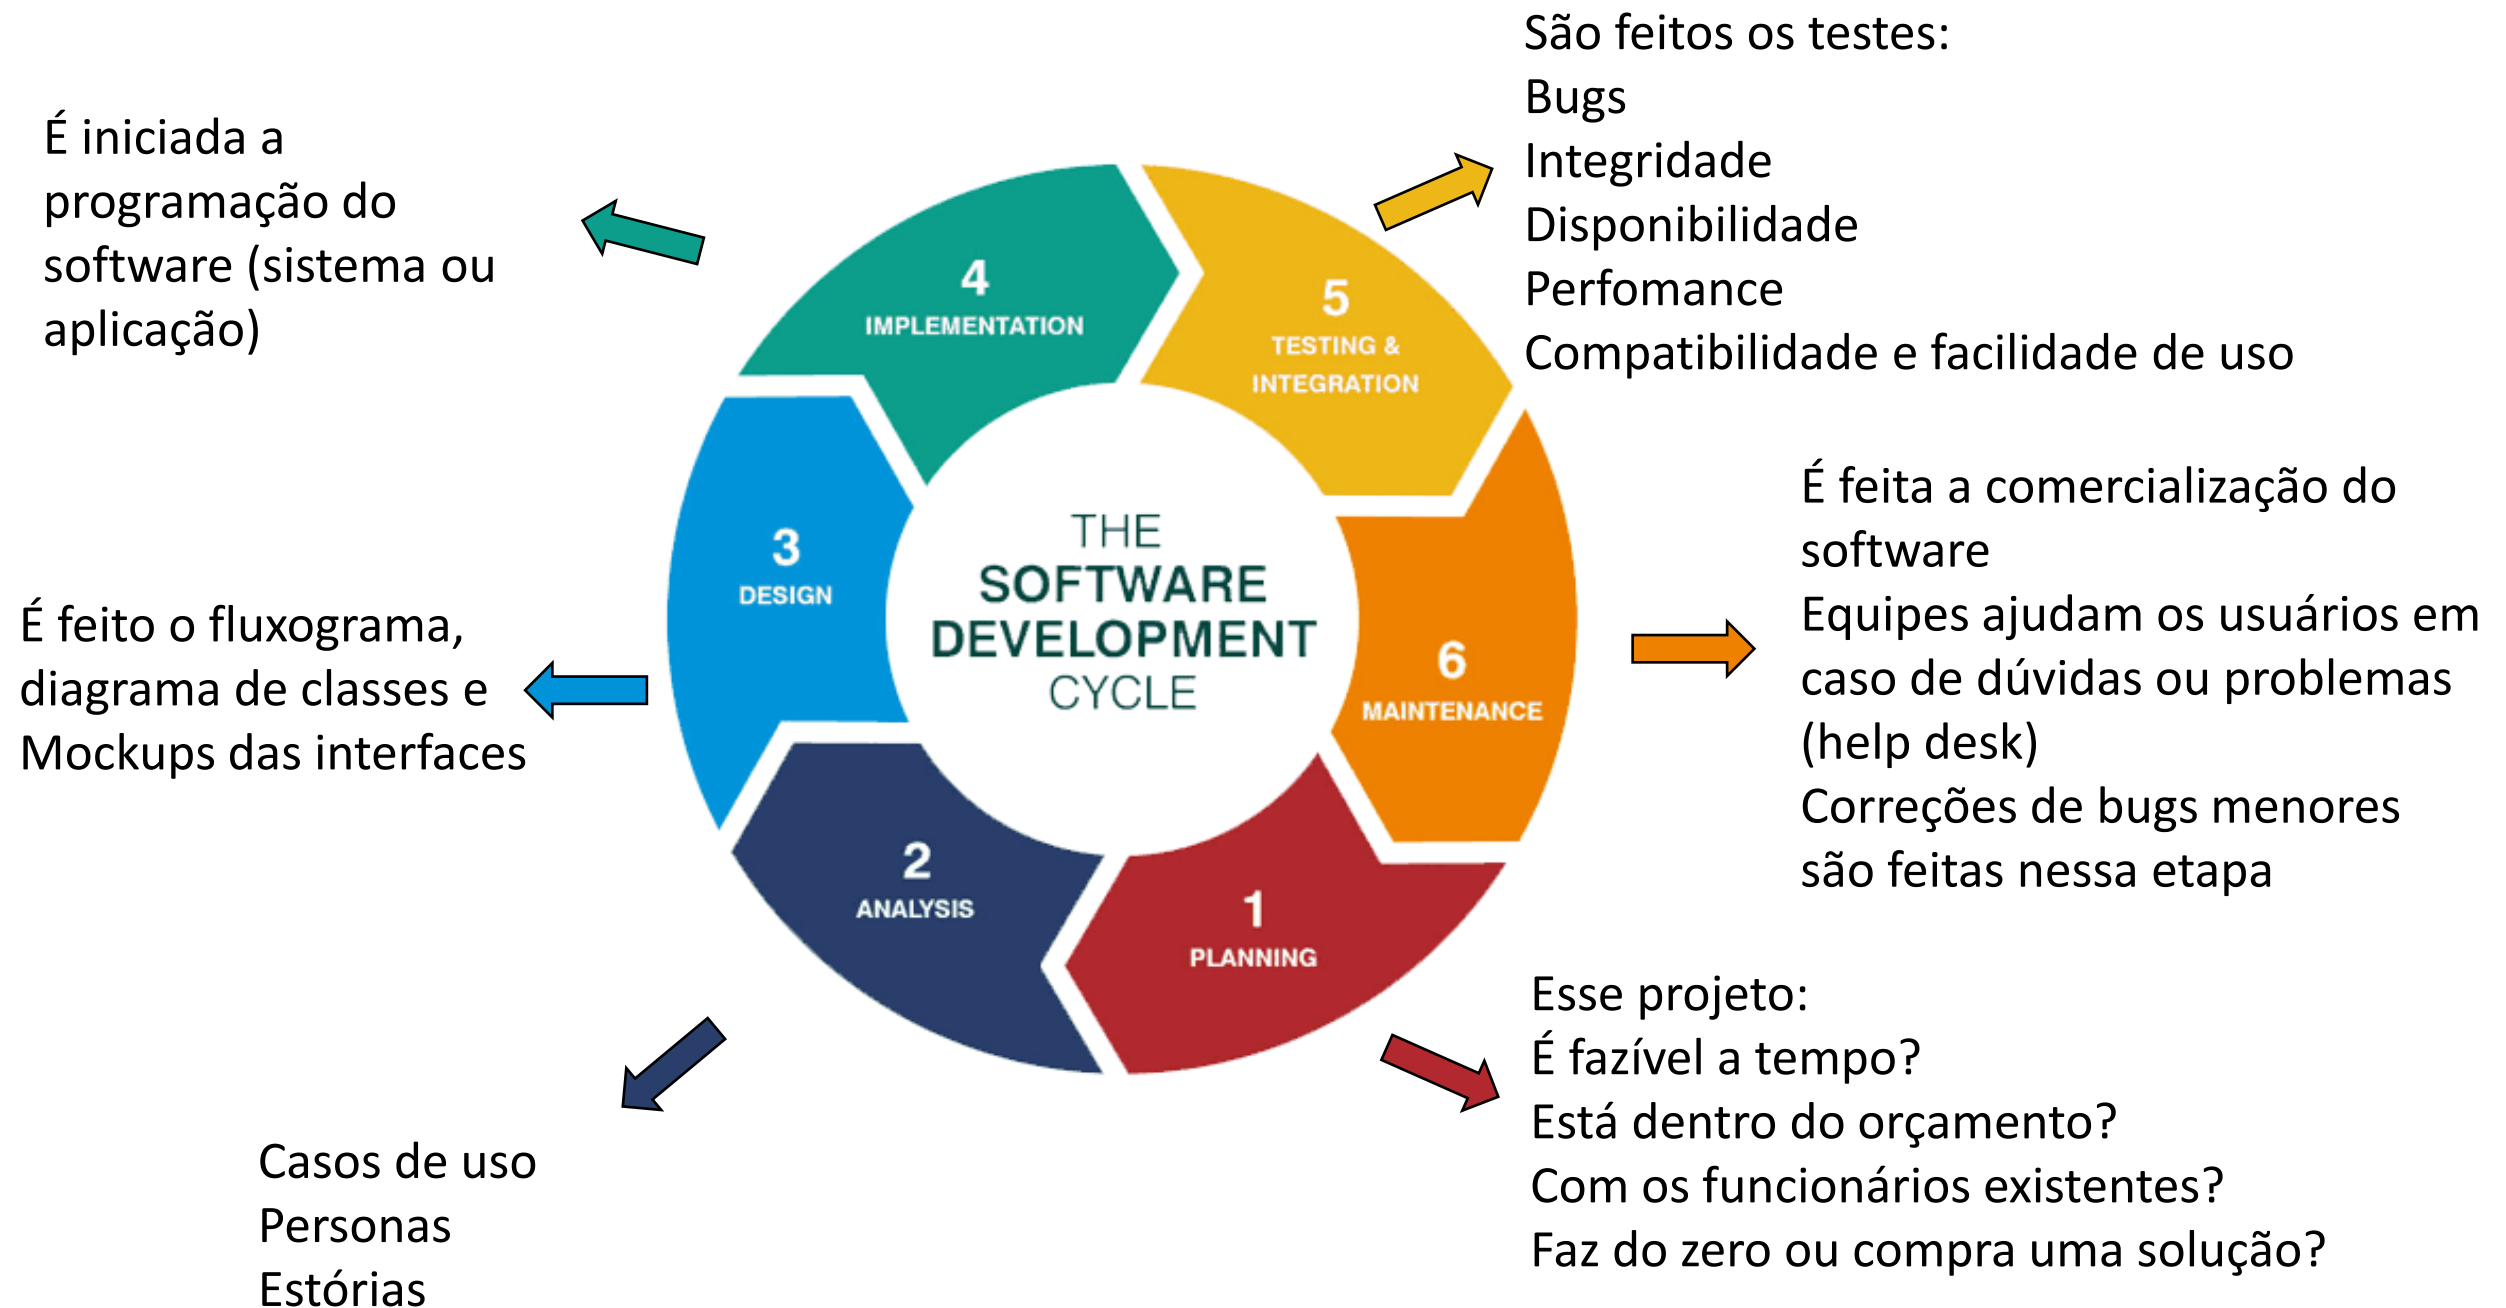 São feitos os testes:
Bugs
Integridade
Disponibilidade
Perfomance
Compatibilidade e facilidade de uso
É iniciada a
programação do
software (sistema ou
aplicação)
4
IMPLEMENTATION
5
TESTING &
INTEGRATION
É feita a comercialização do
software
Equipes ajudam os usuários em
caso de dúvidas ou problemas
(help desk)
Correções de bugs menores
são feitas nessa etapa
THE
SOFTWARE
DEVELOPMENT
CYCLE
3
DESIGN
É feito o fluxograma,
diagrama de classes e
Mockups das interfaces
6
MAINTENANCE
2
ANALYSIS
1
PLANNING
Esse projeto:
É fazível a tempo?
Está dentro do orçamento?
Com os funcionários existentes?
Faz do zero ou compra uma solução?
Casos de uso
Personas
Estórias